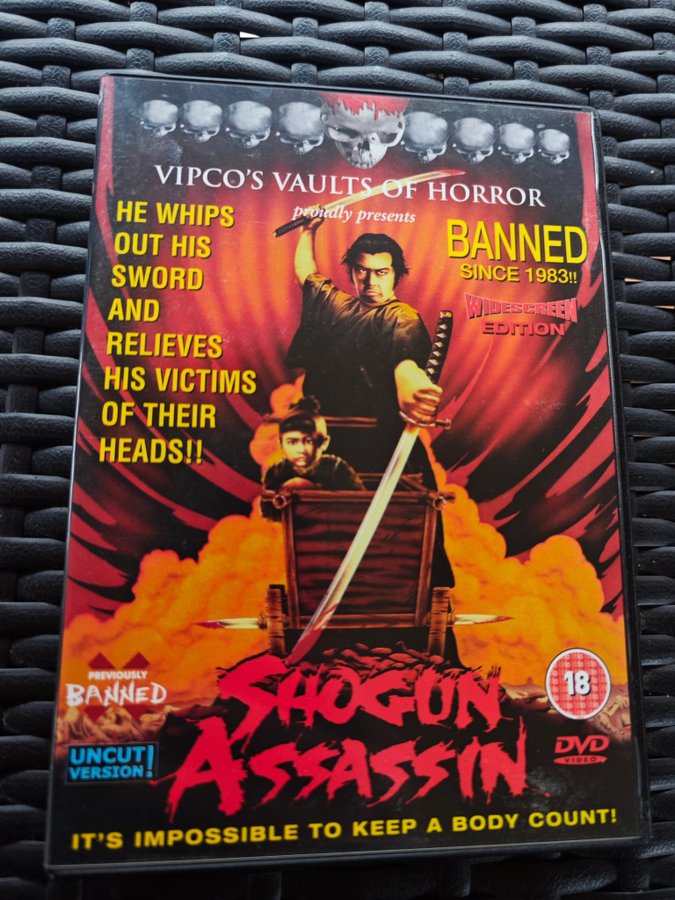 VIPCO'S VAULTS OF HORROR
proudly presents
HE WHIPS
OUT HIS
SWORD
AND
RELIEVES
HIS VICTIMS
OF THEIR
HEADS!!
BANNED
SINCE 1983!!
WIDESCREEN
EDITION
PREVIOUSLY
BANNED
UNCUT
VERSION!
SHOGUN
ASSASSIN
18
DVD
VIDEO
IT'S IMPOSSIBLE TO KEEP A BODY COUNT!